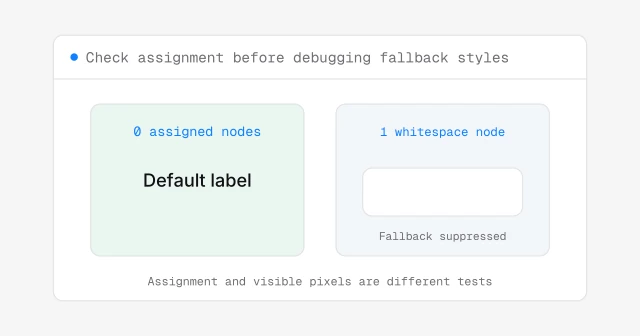 Check assignment before debugging fallback styles
0 assigned nodes
Default label
1 whitespace node
Fallback suppressed
Assignment and visible pixels are different tests